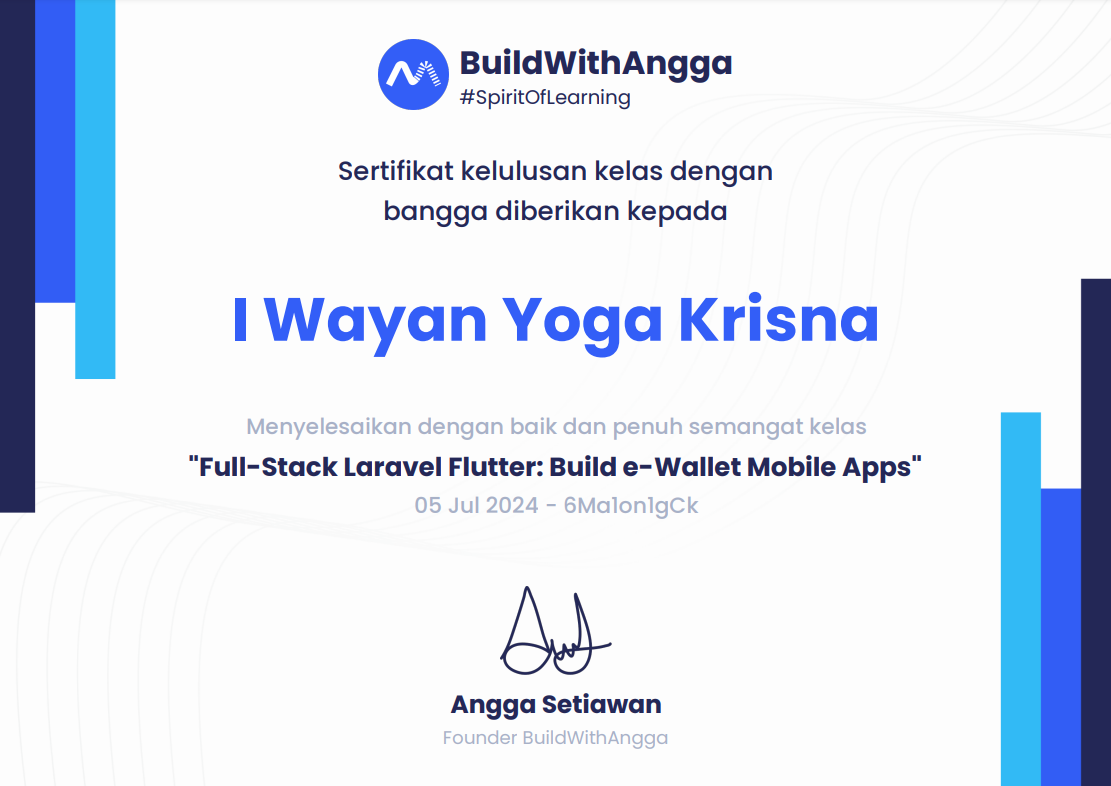 BuildWithAngga
#SpiritOfLearning
Sertifikat kelulusan kelas dengan
bangga diberikan kepada
I Wayan Yoga Krisna
Menyelesaikan dengan baik dan penuh semangat kelas
"Full-Stack Laravel Flutter: Build e-Wallet Mobile Apps"
05 Jul 2024 - 6Ma1on1gCk
Angga Setiawan
Founder BuildWithAngga